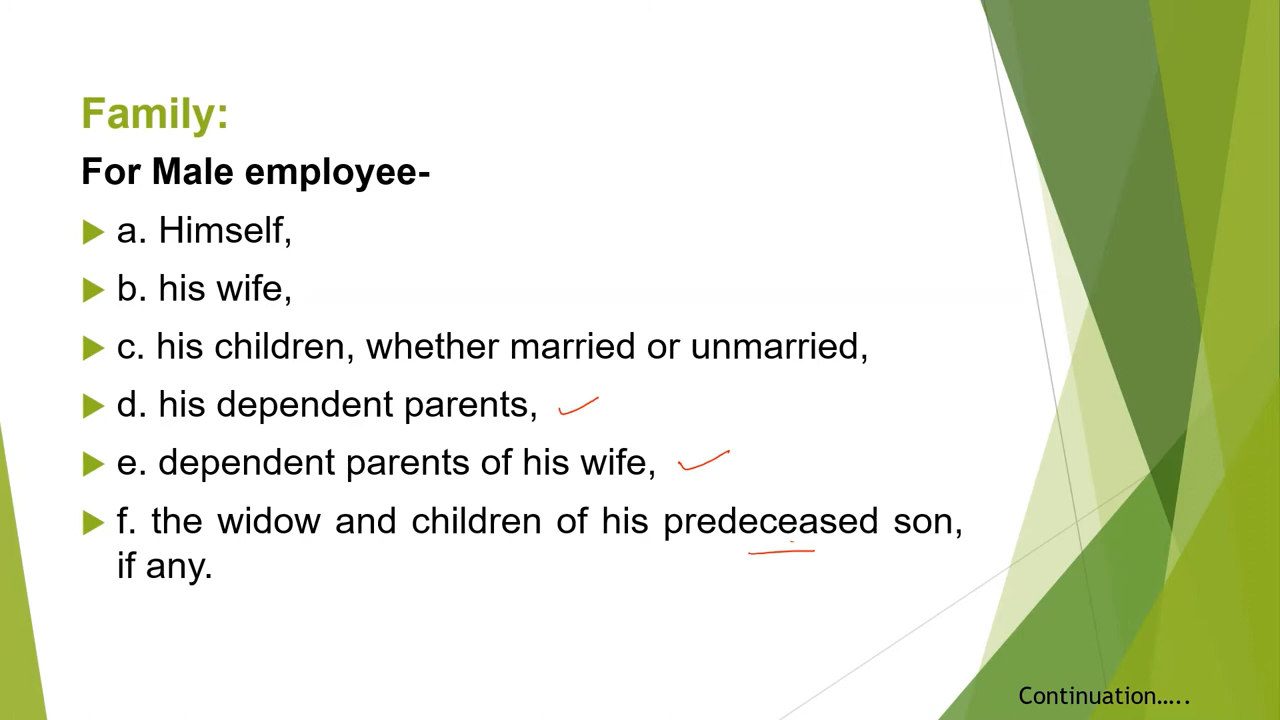 Family:
For Male employee-
a. Himself,
b. his wife,
c. his children, whether married or unmarried,
d. his dependent parents,
e. dependent parents of his wife,
f. the widow and children of his predeceased son,
if any.
Continuation.....